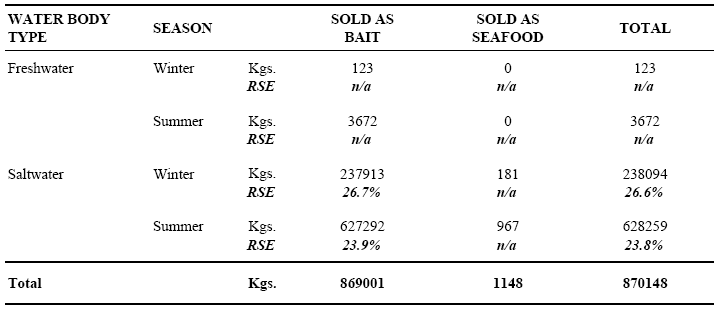 WATER BODY TYPE SEASON SOLD AS BAIT SOLD AS SEAFOOD TOTAL
Freshwater Winter Kgs. 123 0 123
RSE n/a n/a n/a
Summer Kgs. 3672 0 3672
RSE n/a n/a n/a
Saltwater Winter Kgs. 237913 181 238094
RSE 26.7% n/a 26.6%
Summer Kgs. 627292 967 628259
RSE 23.9% n/a 23.8%
Total Kgs. 869001 1148 870148